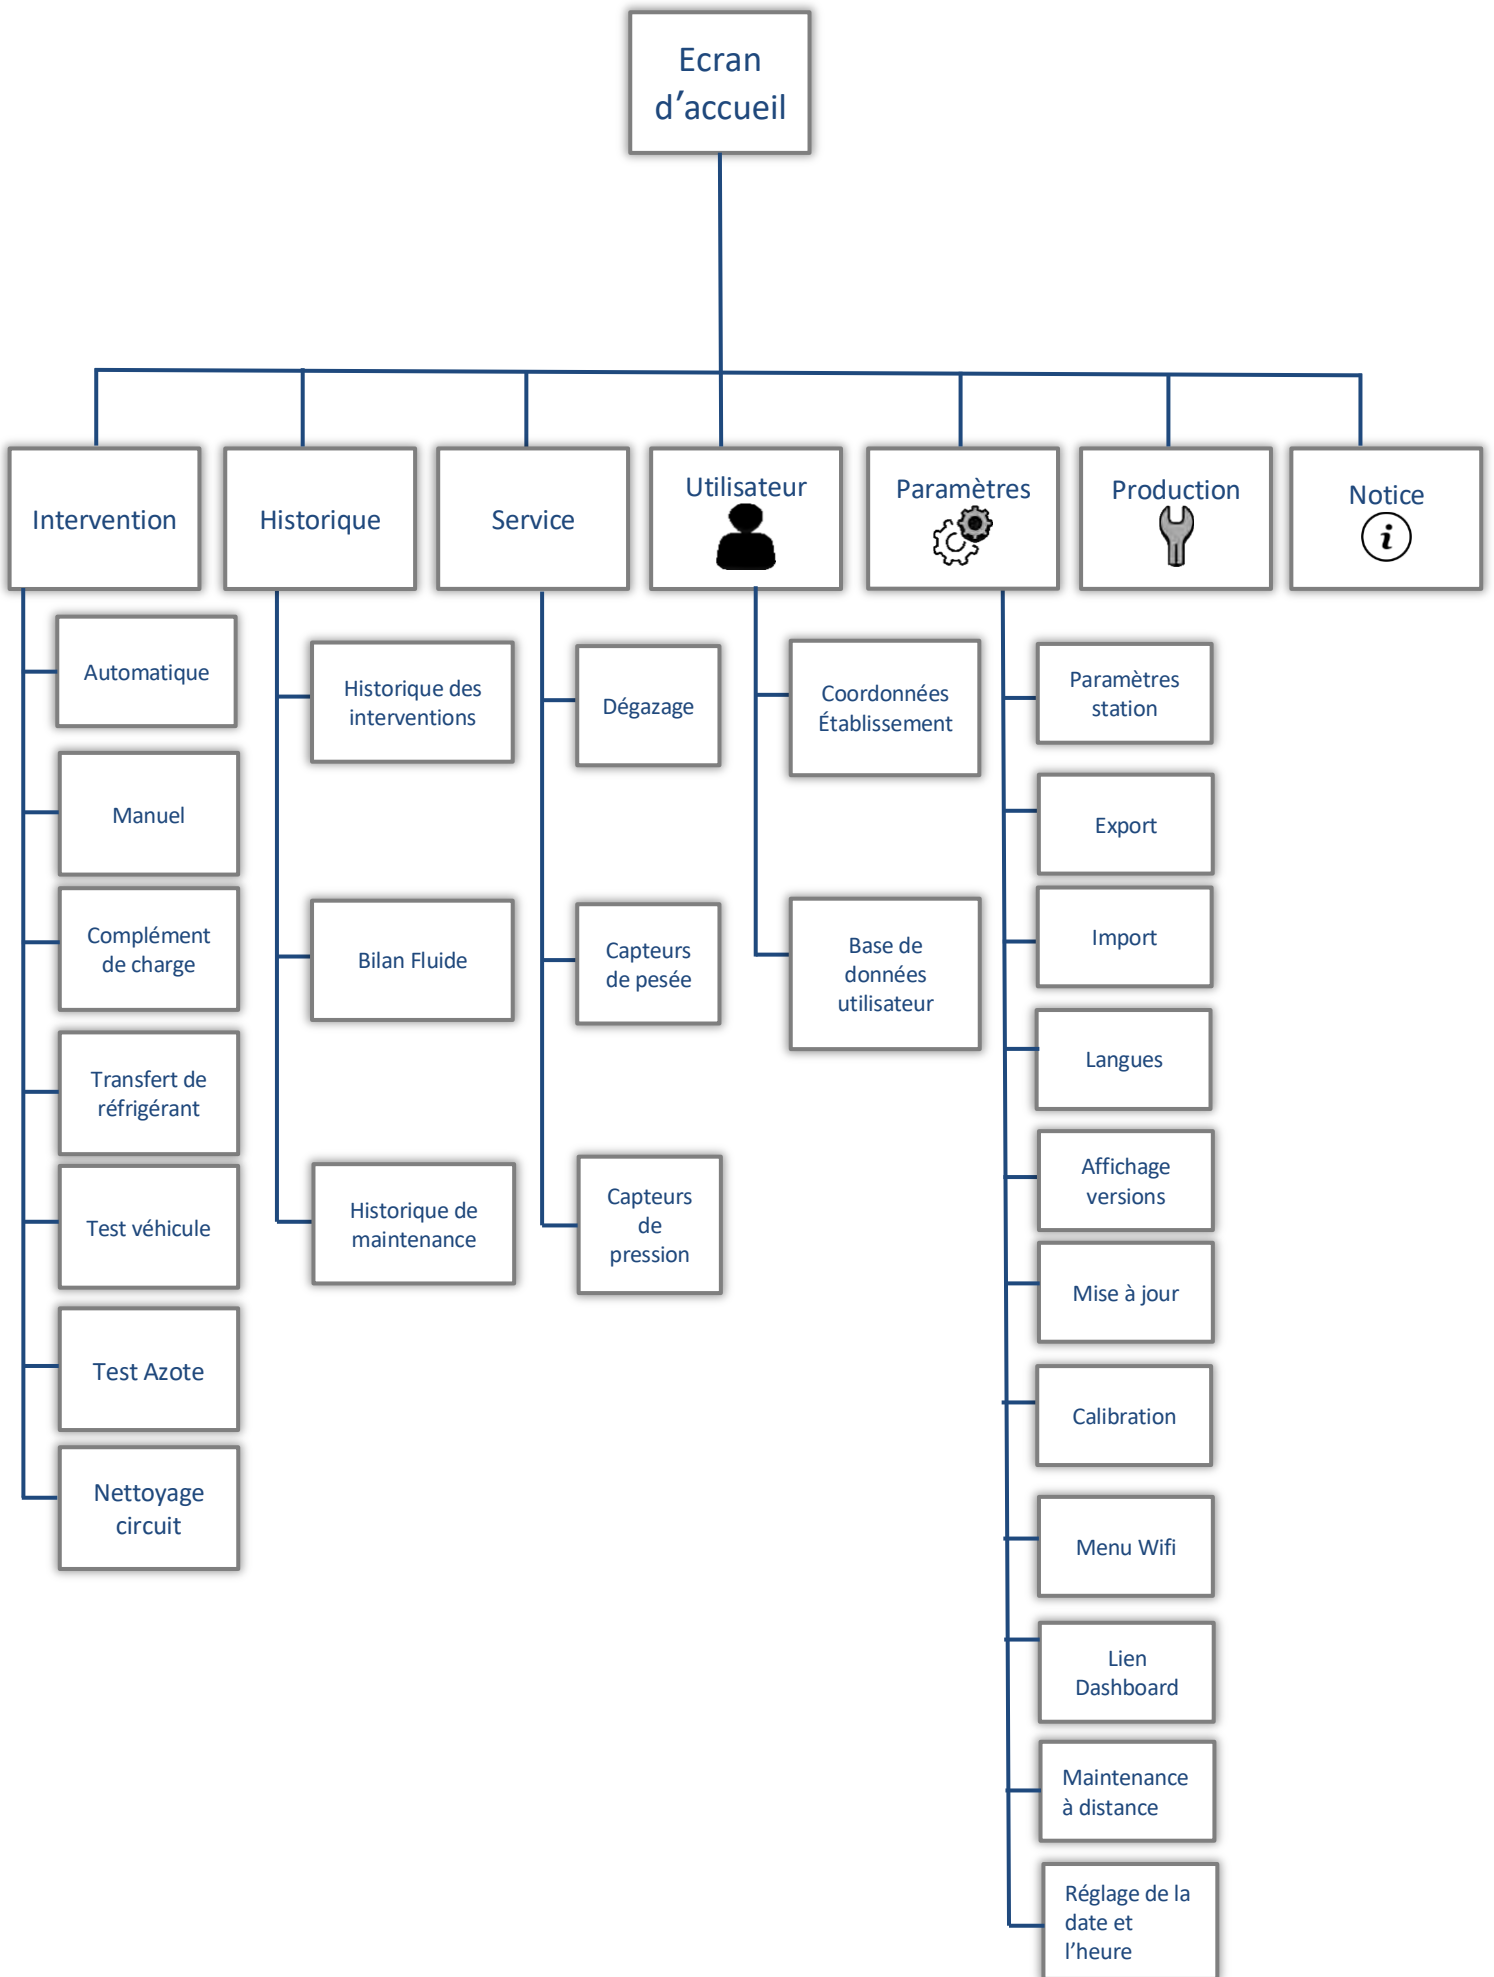 Ecran
d’accueil
Intervention
Historique
Service
Utilisateur
Paramètres
Production
Notice
i
Automatique
Manuel
Complément
de charge
Transfert de
réfrigérant
Test véhicule
Test Azote
Nettoyage
circuit
Historique des
interventions
Bilan Fluide
Historique de
maintenance
Dégazage
Capteurs
de pesée
Capteurs
de
pression
Coordonnées
Établissement
Base de
données
utilisateur
Paramètres
station
Export
Import
Langues
Affichage
versions
Mise à jour
Calibration
Menu Wifi
Lien
Dashboard
Maintenance
à distance
Réglage de la
date et
l’heure